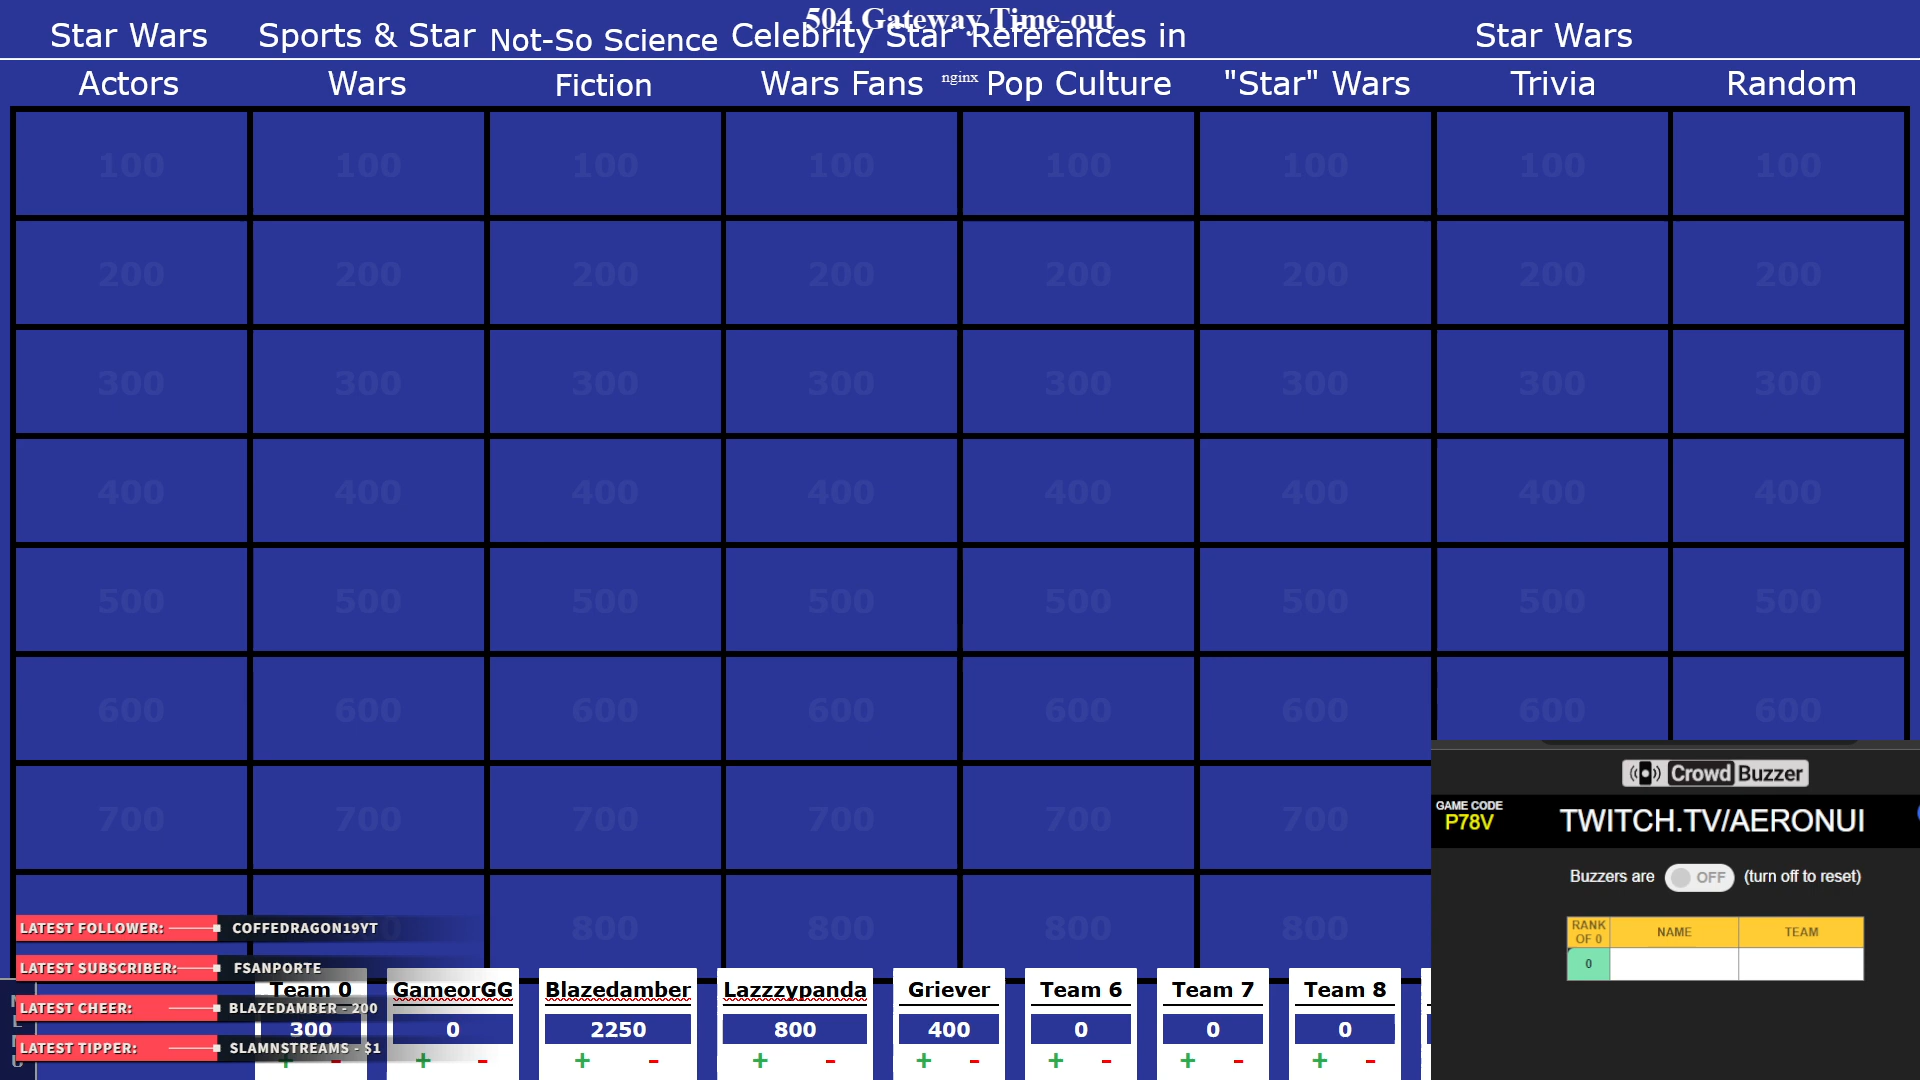 504 Gateway Time-out
nginx
Star Wars Actors
Sports & Star Wars
Not-So Science Fiction
Celebrity Star Wars Fans
References in Pop Culture
"Star" Wars
Star Wars Trivia
Random
100 100 100 100 100 100 100 100
200 200 200 200 200 200 200 200
300 300 300 300 300 300 300 300
400 400 400 400 400 400 400 400
500 500 500 500 500 500 500 500
600 600 600 600 600 600 600 600
700 700 700 700 700 700
800 800 800 800
CrowdBuzzer
GAME CODE
P78V
TWITCH.TV/AERONUI
Buzzers are OFF (turn off to reset)
RANK OF 0 NAME TEAM
0
LATEST FOLLOWER: COFFEDRAGON19YT
LATEST SUBSCRIBER: FSANPORTE
LATEST CHEER: BLAZEDAMBER - 200
LATEST TIPPER: SLAMNSTREAMS - $1
Team 0 GameorGG Blazedamber Lazzzypanda Griever Team 6 Team 7 Team 8
300 0 2250 800 400 0 0 0
+ - + - + - + - + - + - + - + -